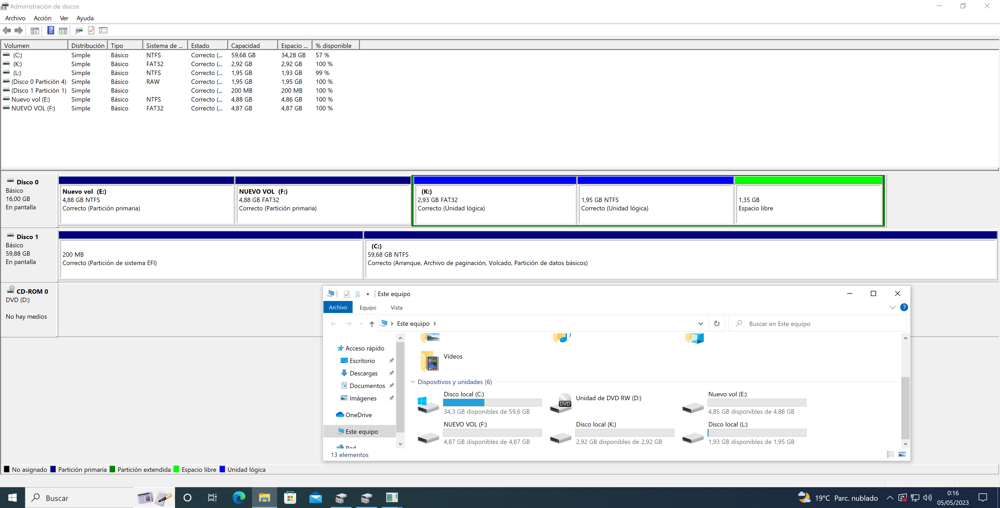 Administración de discos
Archivo Acción Ver Ayuda
Volumen Distribución Tipo Sistema de ... Estado Capacidad Espacio ... % disponible
(C:) Simple Básico NTFS Correcto (... 59,68 GB 34,28 GB 57 %
(K:) Simple Básico FAT32 Correcto (... 2,92 GB 2,92 GB 100 %
(L:) Simple Básico NTFS Correcto (... 1,95 GB 1,93 GB 99 %
(Disco 0 Partición 4) Simple Básico RAW Correcto (... 1,95 GB 1,95 GB 100 %
(Disco 1 Partición 1) Simple Básico Correcto (... 200 MB 200 MB 100 %
Nuevo vol (E:) Simple Básico NTFS Correcto (... 4,88 GB 4,86 GB 100 %
NUEVO VOL (F:) Simple Básico FAT32 Correcto (... 4,87 GB 4,87 GB 100 %
Disco 0
Básico
16,00 GB
En pantalla
Nuevo vol (E:)
4,88 GB NTFS
Correcto (Partición primaria)
NUEVO VOL (F:)
4,88 GB FAT32
Correcto (Partición primaria)
(K:)
2,93 GB FAT32
Correcto (Unidad lógica)
1,95 GB NTFS
Correcto (Unidad lógica)
1,35 GB
Espacio libre
Disco 1
Básico
59,88 GB
En pantalla
200 MB
Correcto (Partición de sistema EFI)
(C:)
59,68 GB NTFS
Correcto (Arranque, Archivo de paginación, Volcado, Partición de datos básicos)
CD-ROM 0
DVD (D:)
No hay medios
Este equipo
Archivo Equipo Vista
Este equipo
Buscar en Este equipo
Acceso rápido
Escritorio
Descargas
Documentos
Imágenes
OneDrive
Este equipo
Red
Vídeos
Dispositivos y unidades (6)
Disco local (C:)
34,3 GB disponibles de 59,6 GB
DVD
Unidad de DVD RW (D:)
Nuevo vol (E:)
4,85 GB disponibles de 4,88 GB
NUEVO VOL (F:)
4,87 GB disponibles de 4,87 GB
Disco local (K:)
2,92 GB disponibles de 2,92 GB
Disco local (L:)
1,93 GB disponibles de 1,95 GB
13 elementos
No asignado Partición primaria Partición extendida Espacio libre Unidad lógica
Buscar
19°C Parc. nublado
0:16
05/05/2023